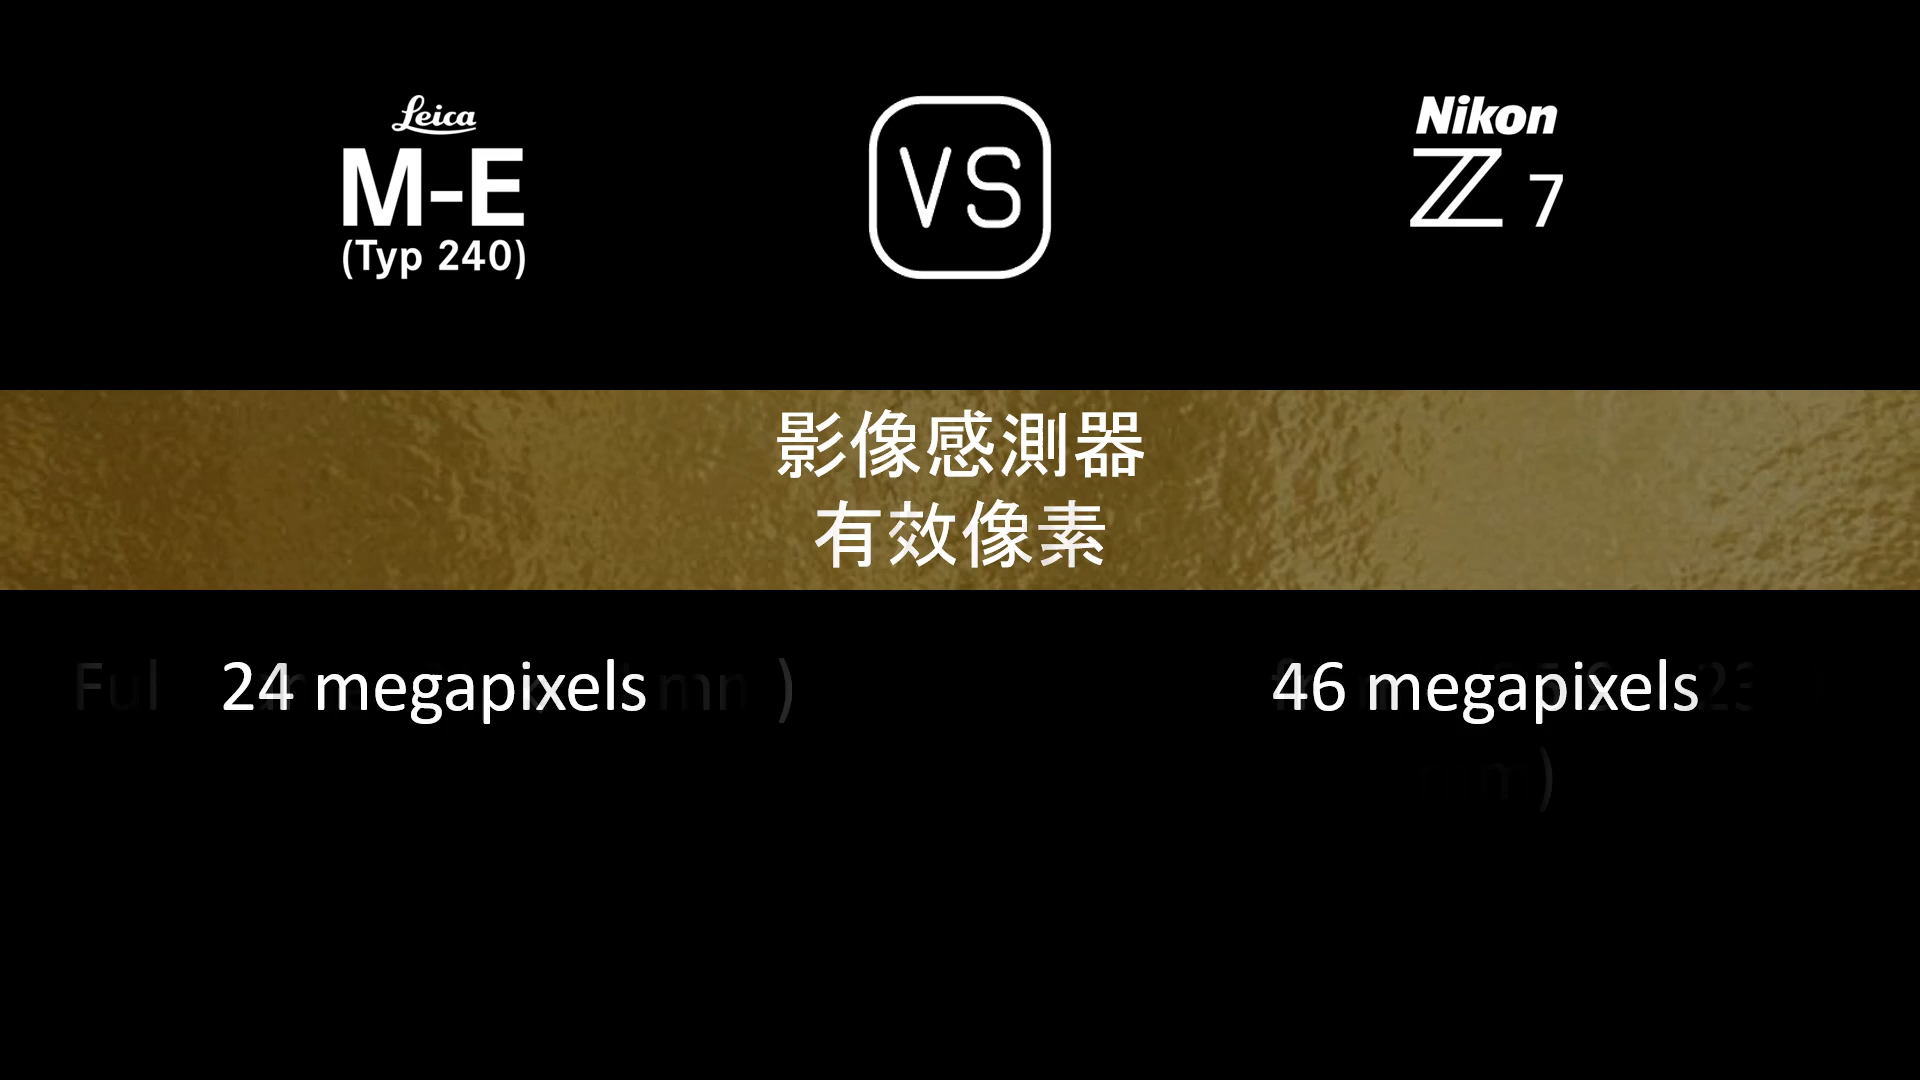 Leica
M-E
(Typ 240)
VS
Nikon
Z 7
影像感測器
有效像素
24 megapixels
46 megapixels